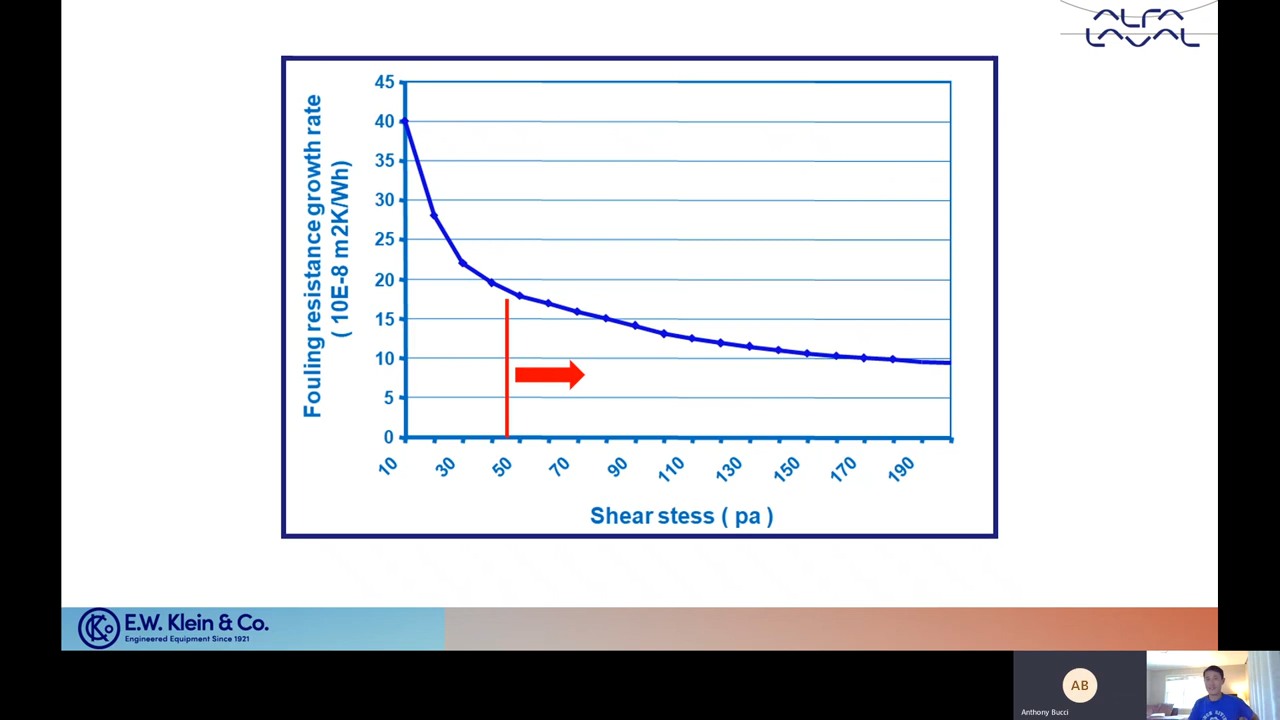 ALFA
LAVAL
Fouling resistance growth rate
( 10E-8 m2K/Wh)
45
40
35
30
25
20
15
10
5
0
10
30
50
70
90
110
130
150
170
190
Shear stess ( pa )
E.W. Klein & Co.
Engineered Equipment Since 1921
AB
Anthony Bucci